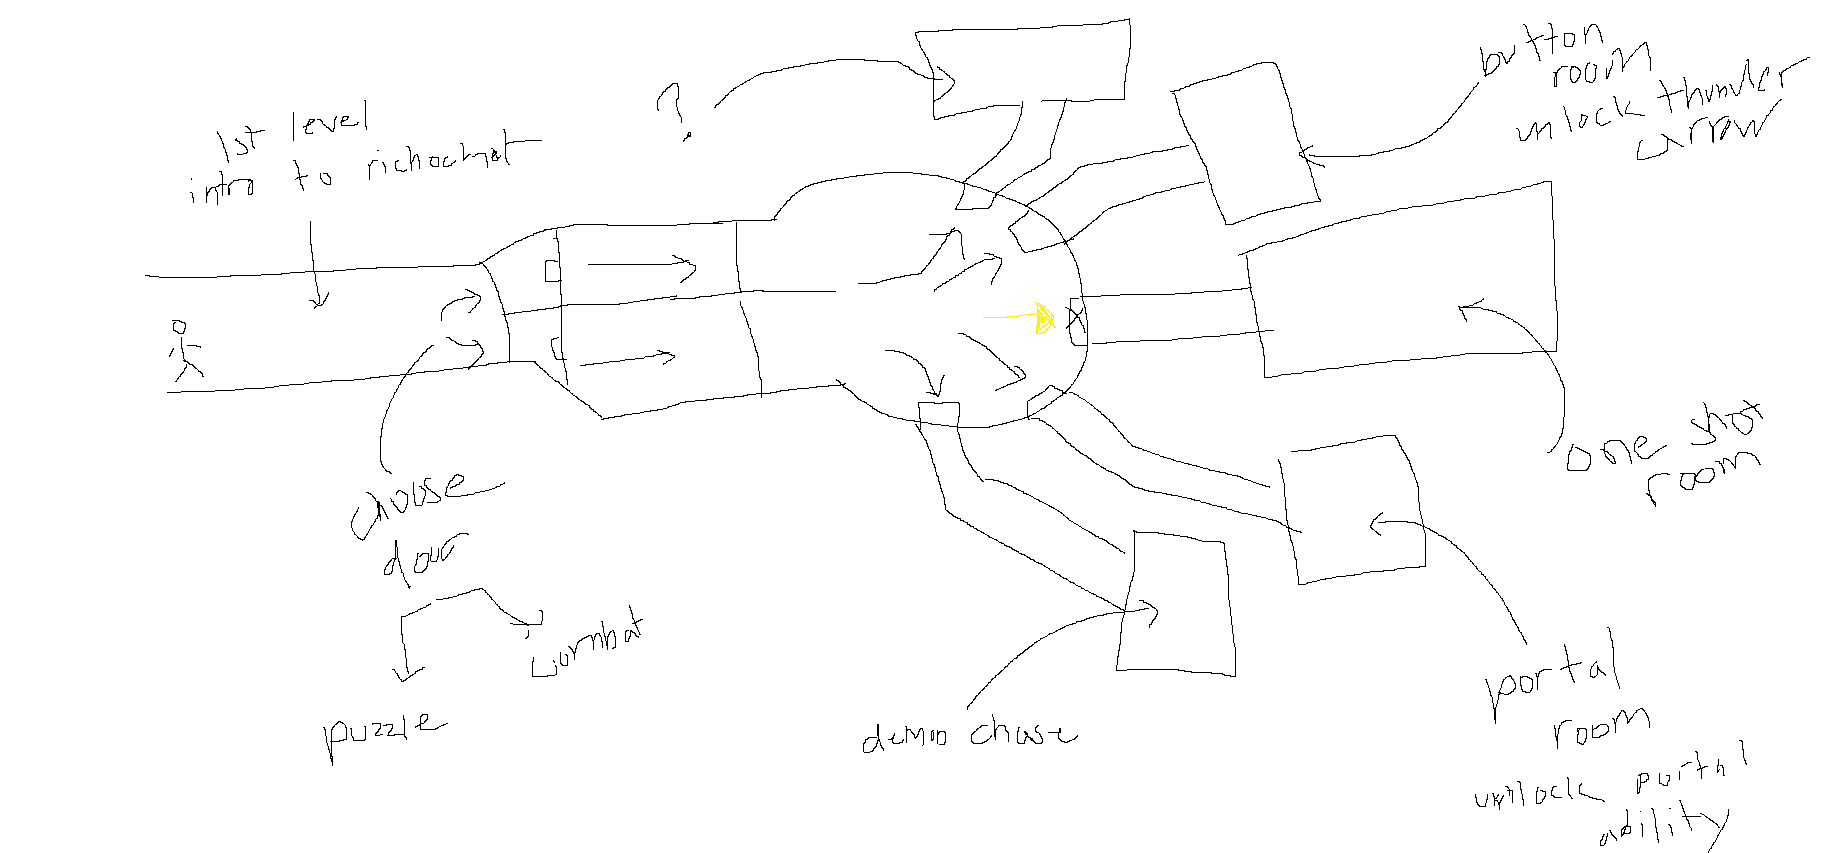 1st level
intro to richochet
?
button
room
unlock thunder
arrow
choose
door
puzzle
combat
one shot
room
demo chase
portal
room
unlock portal
ability